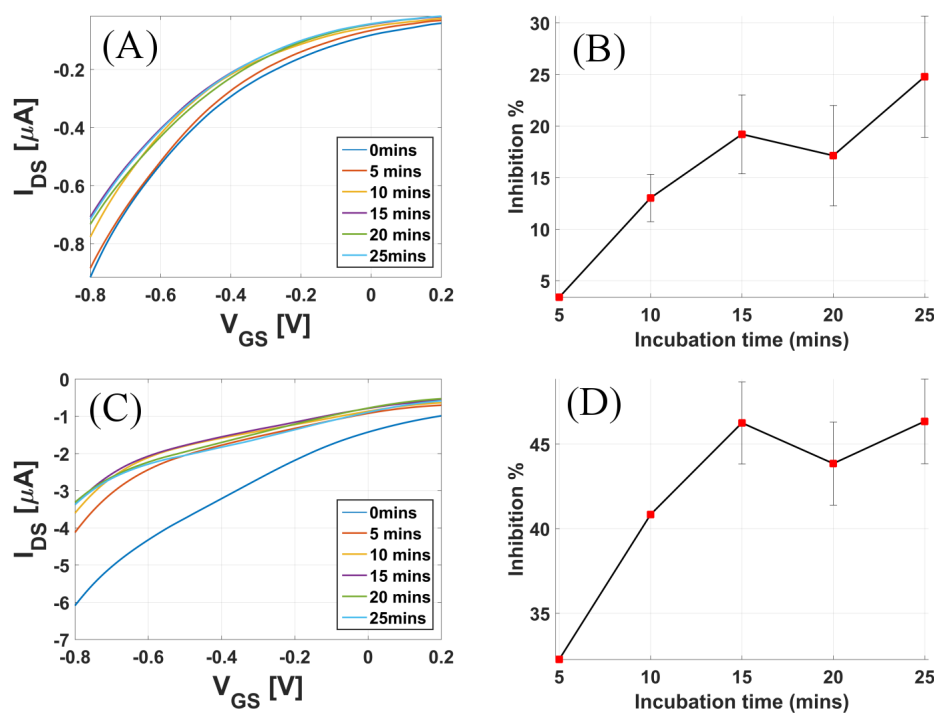 (A)
I_DS [μA]
-0.2
-0.4
-0.6
-0.8
0mins
5 mins
10 mins
15 mins
20 mins
25mins
-0.8 -0.6 -0.4 -0.2 0 0.2
V_GS [V]
(B)
Inhibition %
30
25
20
15
10
5
5 10 15 20 25
Incubation time (mins)
(C)
I_DS [μA]
0
-1
-2
-3
-4
-5
-6
-7
0mins
5 mins
10 mins
15 mins
20 mins
25mins
-0.8 -0.6 -0.4 -0.2 0 0.2
V_GS [V]
(D)
Inhibition %
45
40
35
5 10 15 20 25
Incubation time (mins)